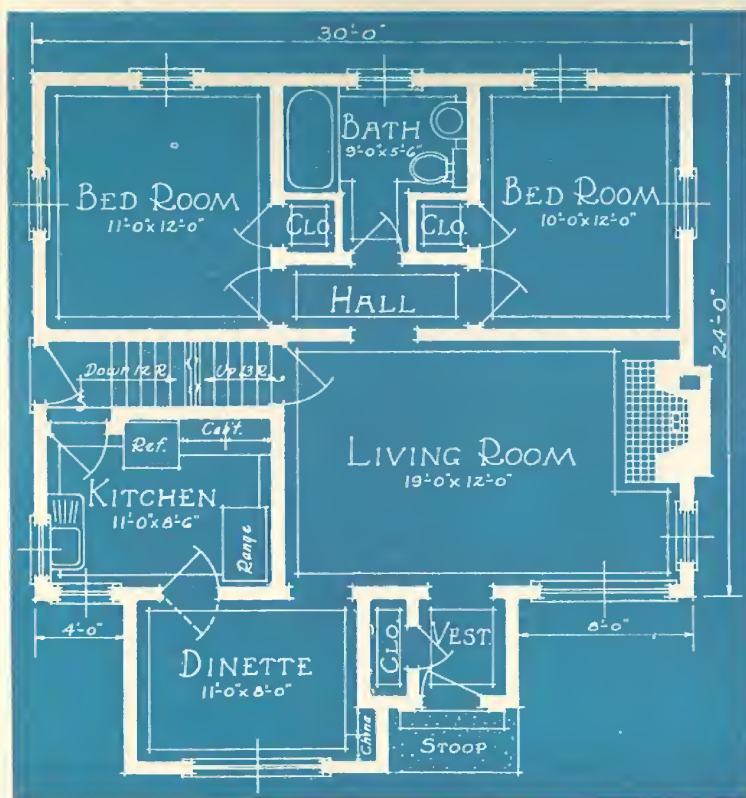 30'-0"
BATH
9'-0"x5'-6"
BED ROOM
11'-0"x12'-0"
BED ROOM
10'-0"x12'-0"
CLO.
CLO.
HALL
24'-0"
Down 12 R.
Up 13 R.
Ref.
Cab't.
LIVING ROOM
19'-0"x12'-0"
KITCHEN
11'-0"x8'-6"
Range
4'-0"
CLO.
VEST.
8'-0"
DINETTE
11'-0"x8'-0"
China
STOOP